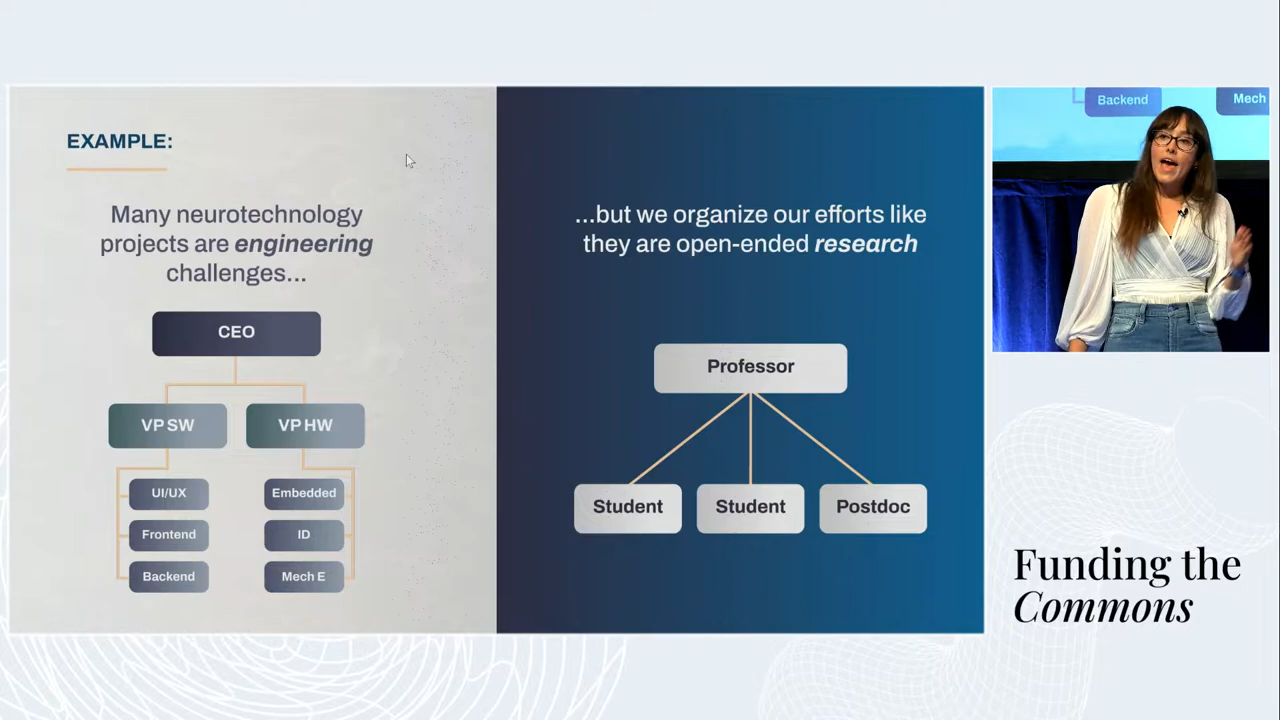 EXAMPLE:
Many neurotechnology
projects are engineering
challenges...
CEO
VP SW
VP HW
UI/UX
Embedded
Frontend
ID
Backend
Mech E
...but we organize our efforts like
they are open-ended research
Professor
Student
Student
Postdoc
Backend
Mech
Funding the
Commons